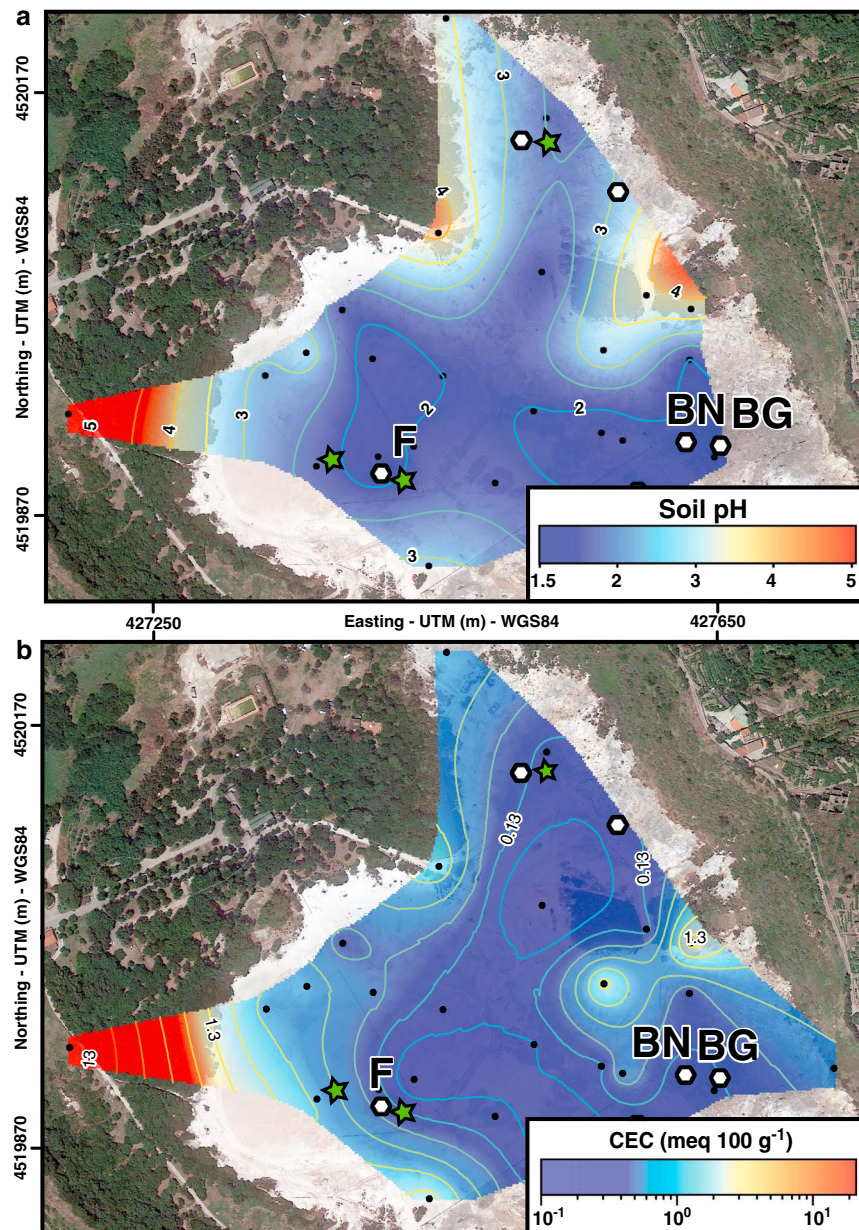 a
4520170
Northing - UTM (m) - WGS84
4519870
3
4
3
4
5
4
3
2
2
3
F
BN
BG
Soil pH
1.5
2
3
4
5
427250
Easting - UTM (m) - WGS84
427650
b
4520170
Northing - UTM (m) - WGS84
4519870
0.13
0.13
1.3
1.3
13
F
BN
BG
CEC (meq 100 g-1)
10-1
100
101